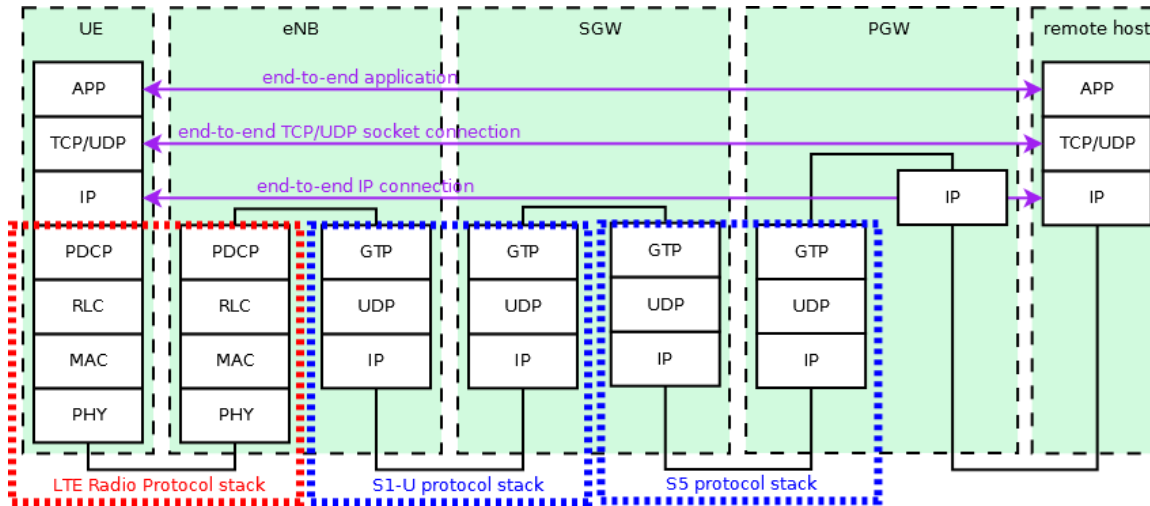 UE
eNB
SGW
PGW
remote host
APP
end-to-end application
APP
TCP/UDP
end-to-end TCP/UDP socket connection
TCP/UDP
IP
end-to-end IP connection
IP
IP
PDCP
PDCP
GTP
GTP
GTP
GTP
RLC
RLC
UDP
UDP
UDP
UDP
MAC
MAC
IP
IP
IP
IP
PHY
PHY
LTE Radio Protocol stack
S1-U protocol stack
S5 protocol stack